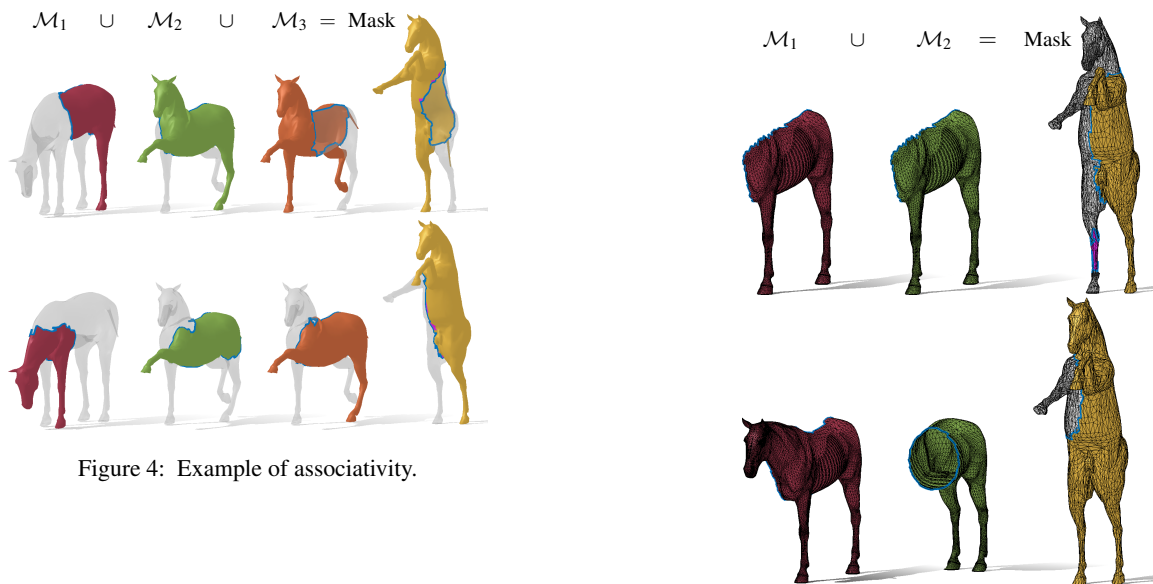 ℳ₁ ∪ ℳ₂ ∪ ℳ₃ = Mask
Figure 4: Example of associativity.
ℳ₁ ∪ ℳ₂ = Mask